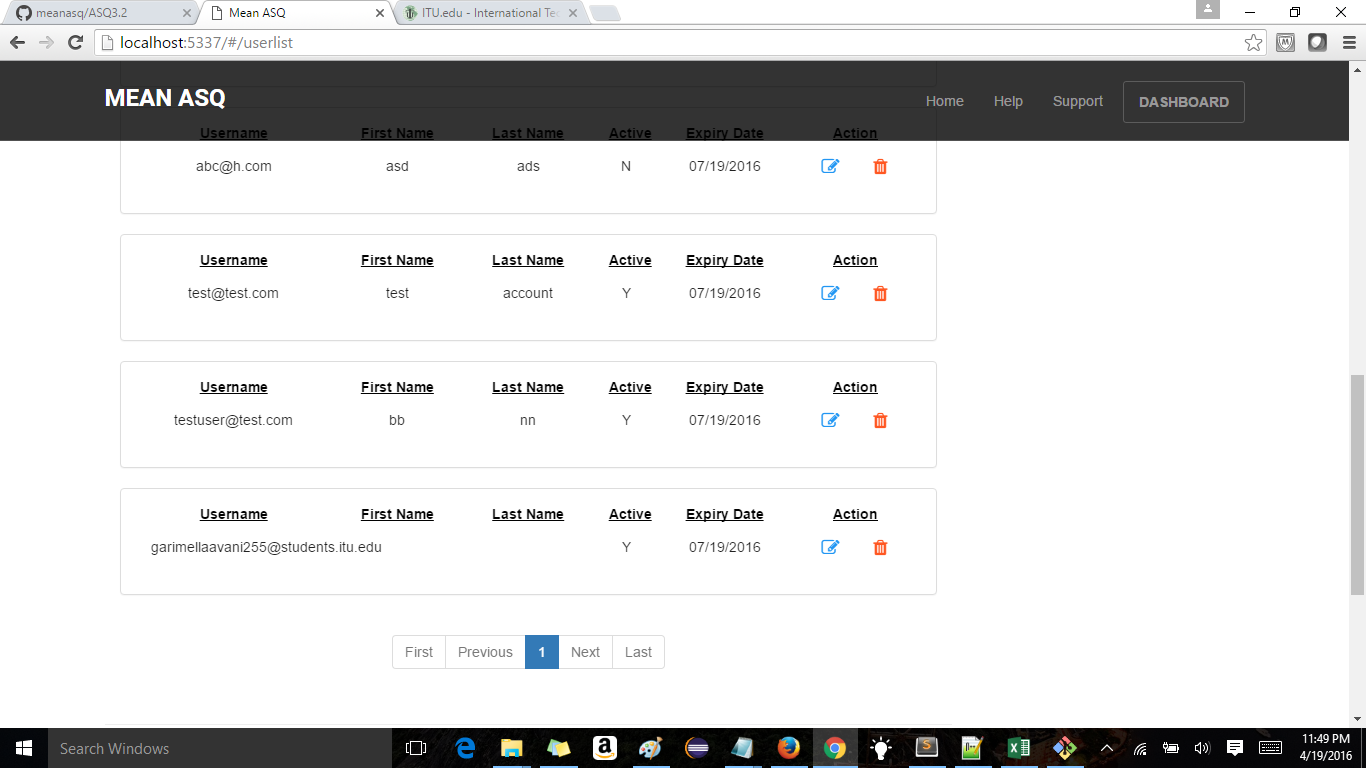 meanasq/ASQ3.2 Mean ASQ ITU.edu - International Tec
localhost:5337/#/userlist
MEAN ASQ Home Help Support DASHBOARD
Username First Name Last Name Active Expiry Date Action
abc@h.com asd ads N 07/19/2016
Username First Name Last Name Active Expiry Date Action
test@test.com test account Y 07/19/2016
Username First Name Last Name Active Expiry Date Action
testuser@test.com bb nn Y 07/19/2016
Username First Name Last Name Active Expiry Date Action
garimellaavani255@students.itu.edu Y 07/19/2016
First Previous 1 Next Last
Search Windows
11:49 PM
4/19/2016